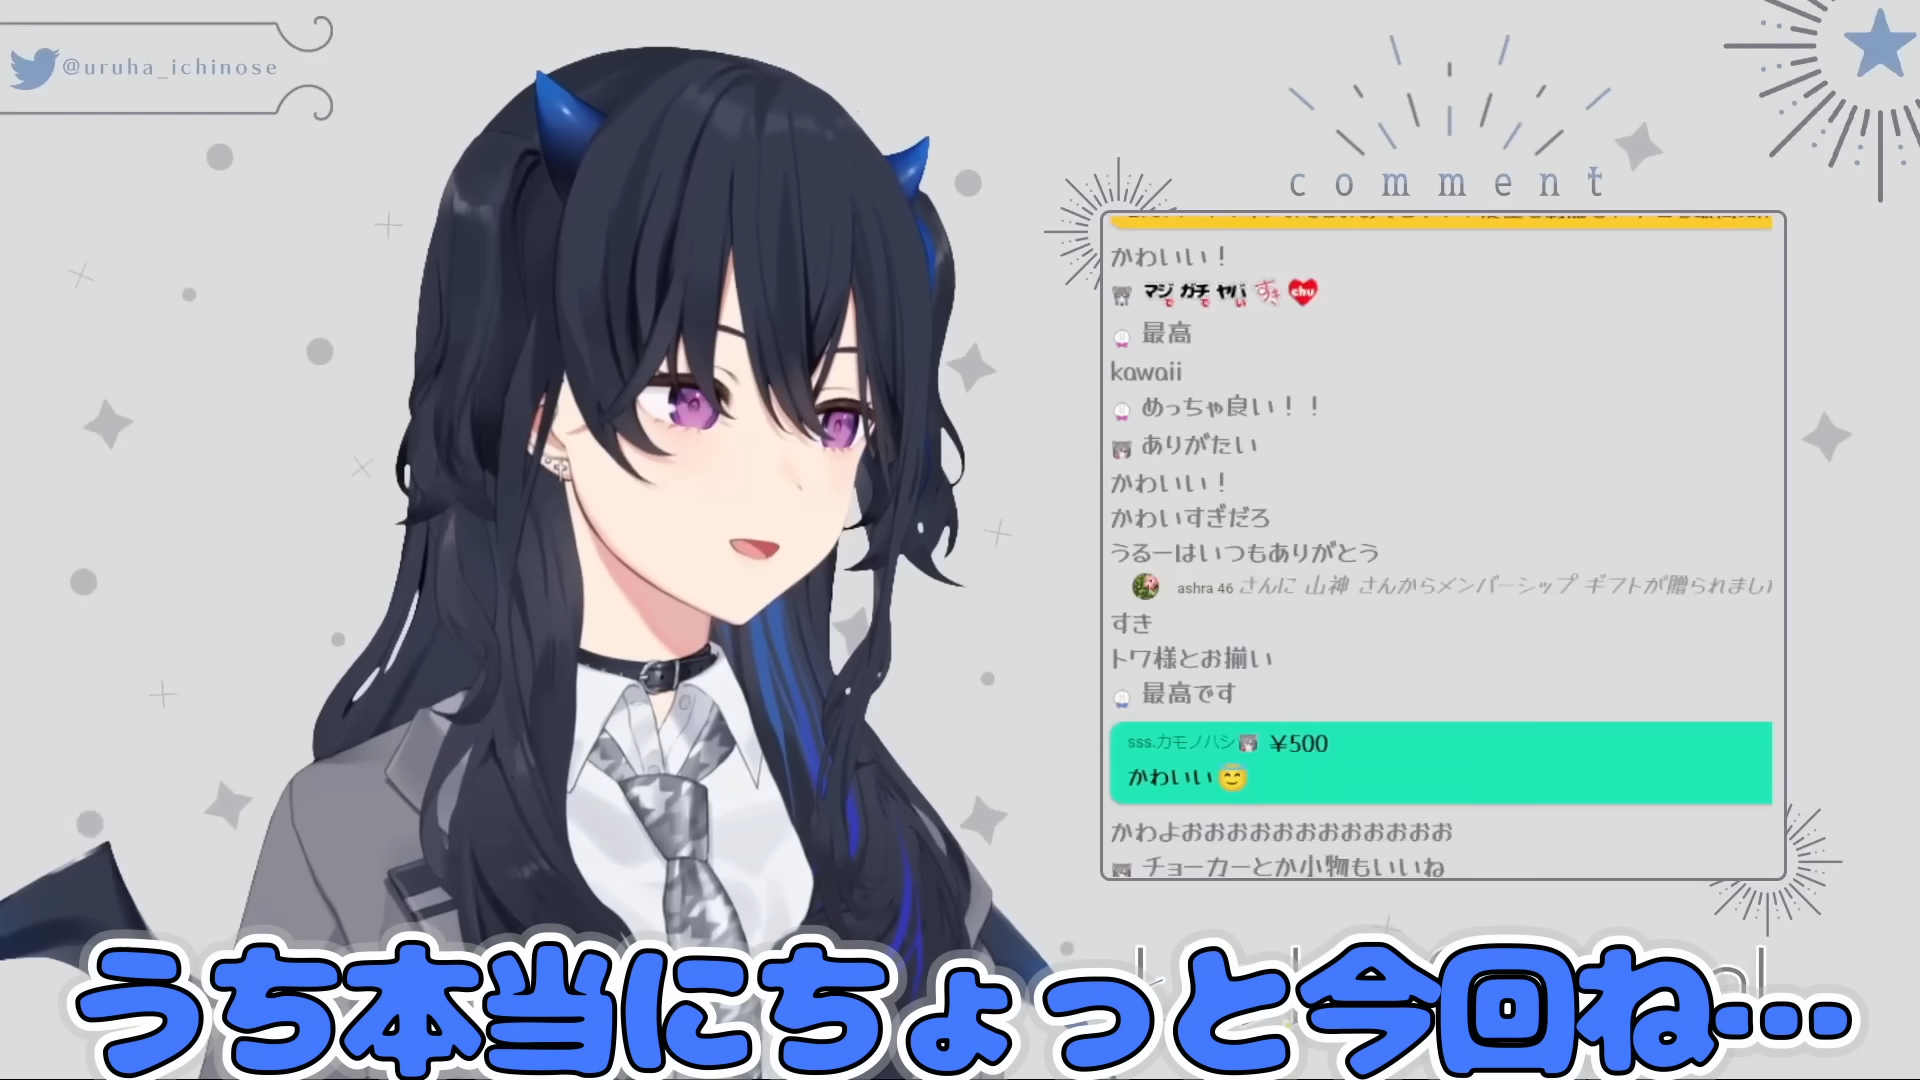 @uruha_ichinose
comment
かわいい！
マジで ガチで ヤバい すき chu
最高
kawaii
めっちゃ良い！！
ありがたい
かわいい！
かわいすぎだろ
うるーはいつもありがとう
ashra 46 さんに 山神 さんからメンバーシップ ギフトが贈られまし
すき
トワ様とお揃い
最高です
sss.カモノハシ ¥500
かわいい😇
かわよおおおおおおおおおおおお
チョーカーとか小物もいいね
うち本当にちょっと今回ね…